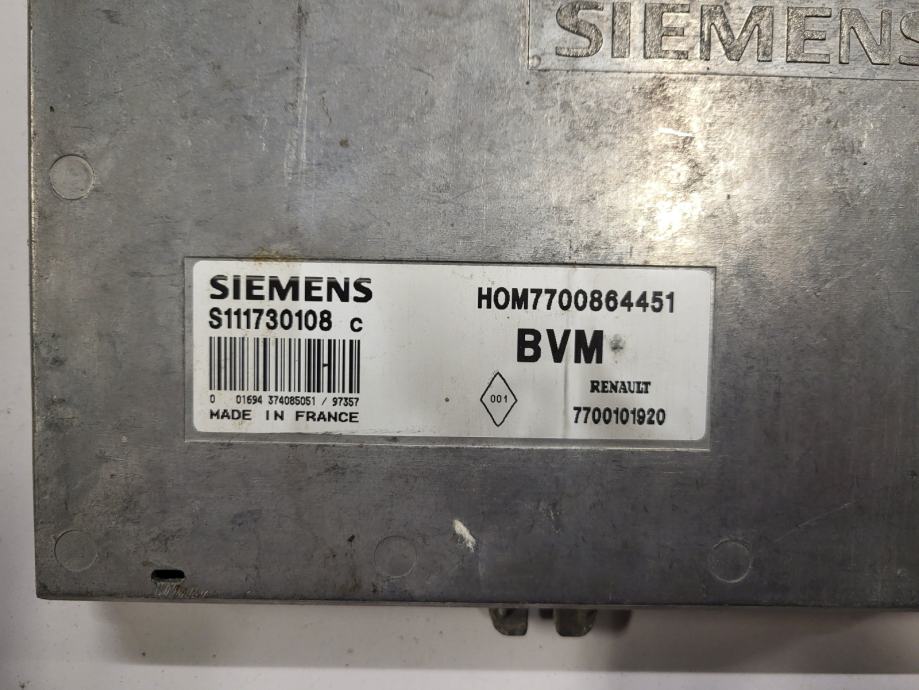 SIEMENS
SIEMENS
S111730108 C
0 01694 374085051 / 97357
MADE IN FRANCE
HOM7700864451
BVM
001
RENAULT
7700101920